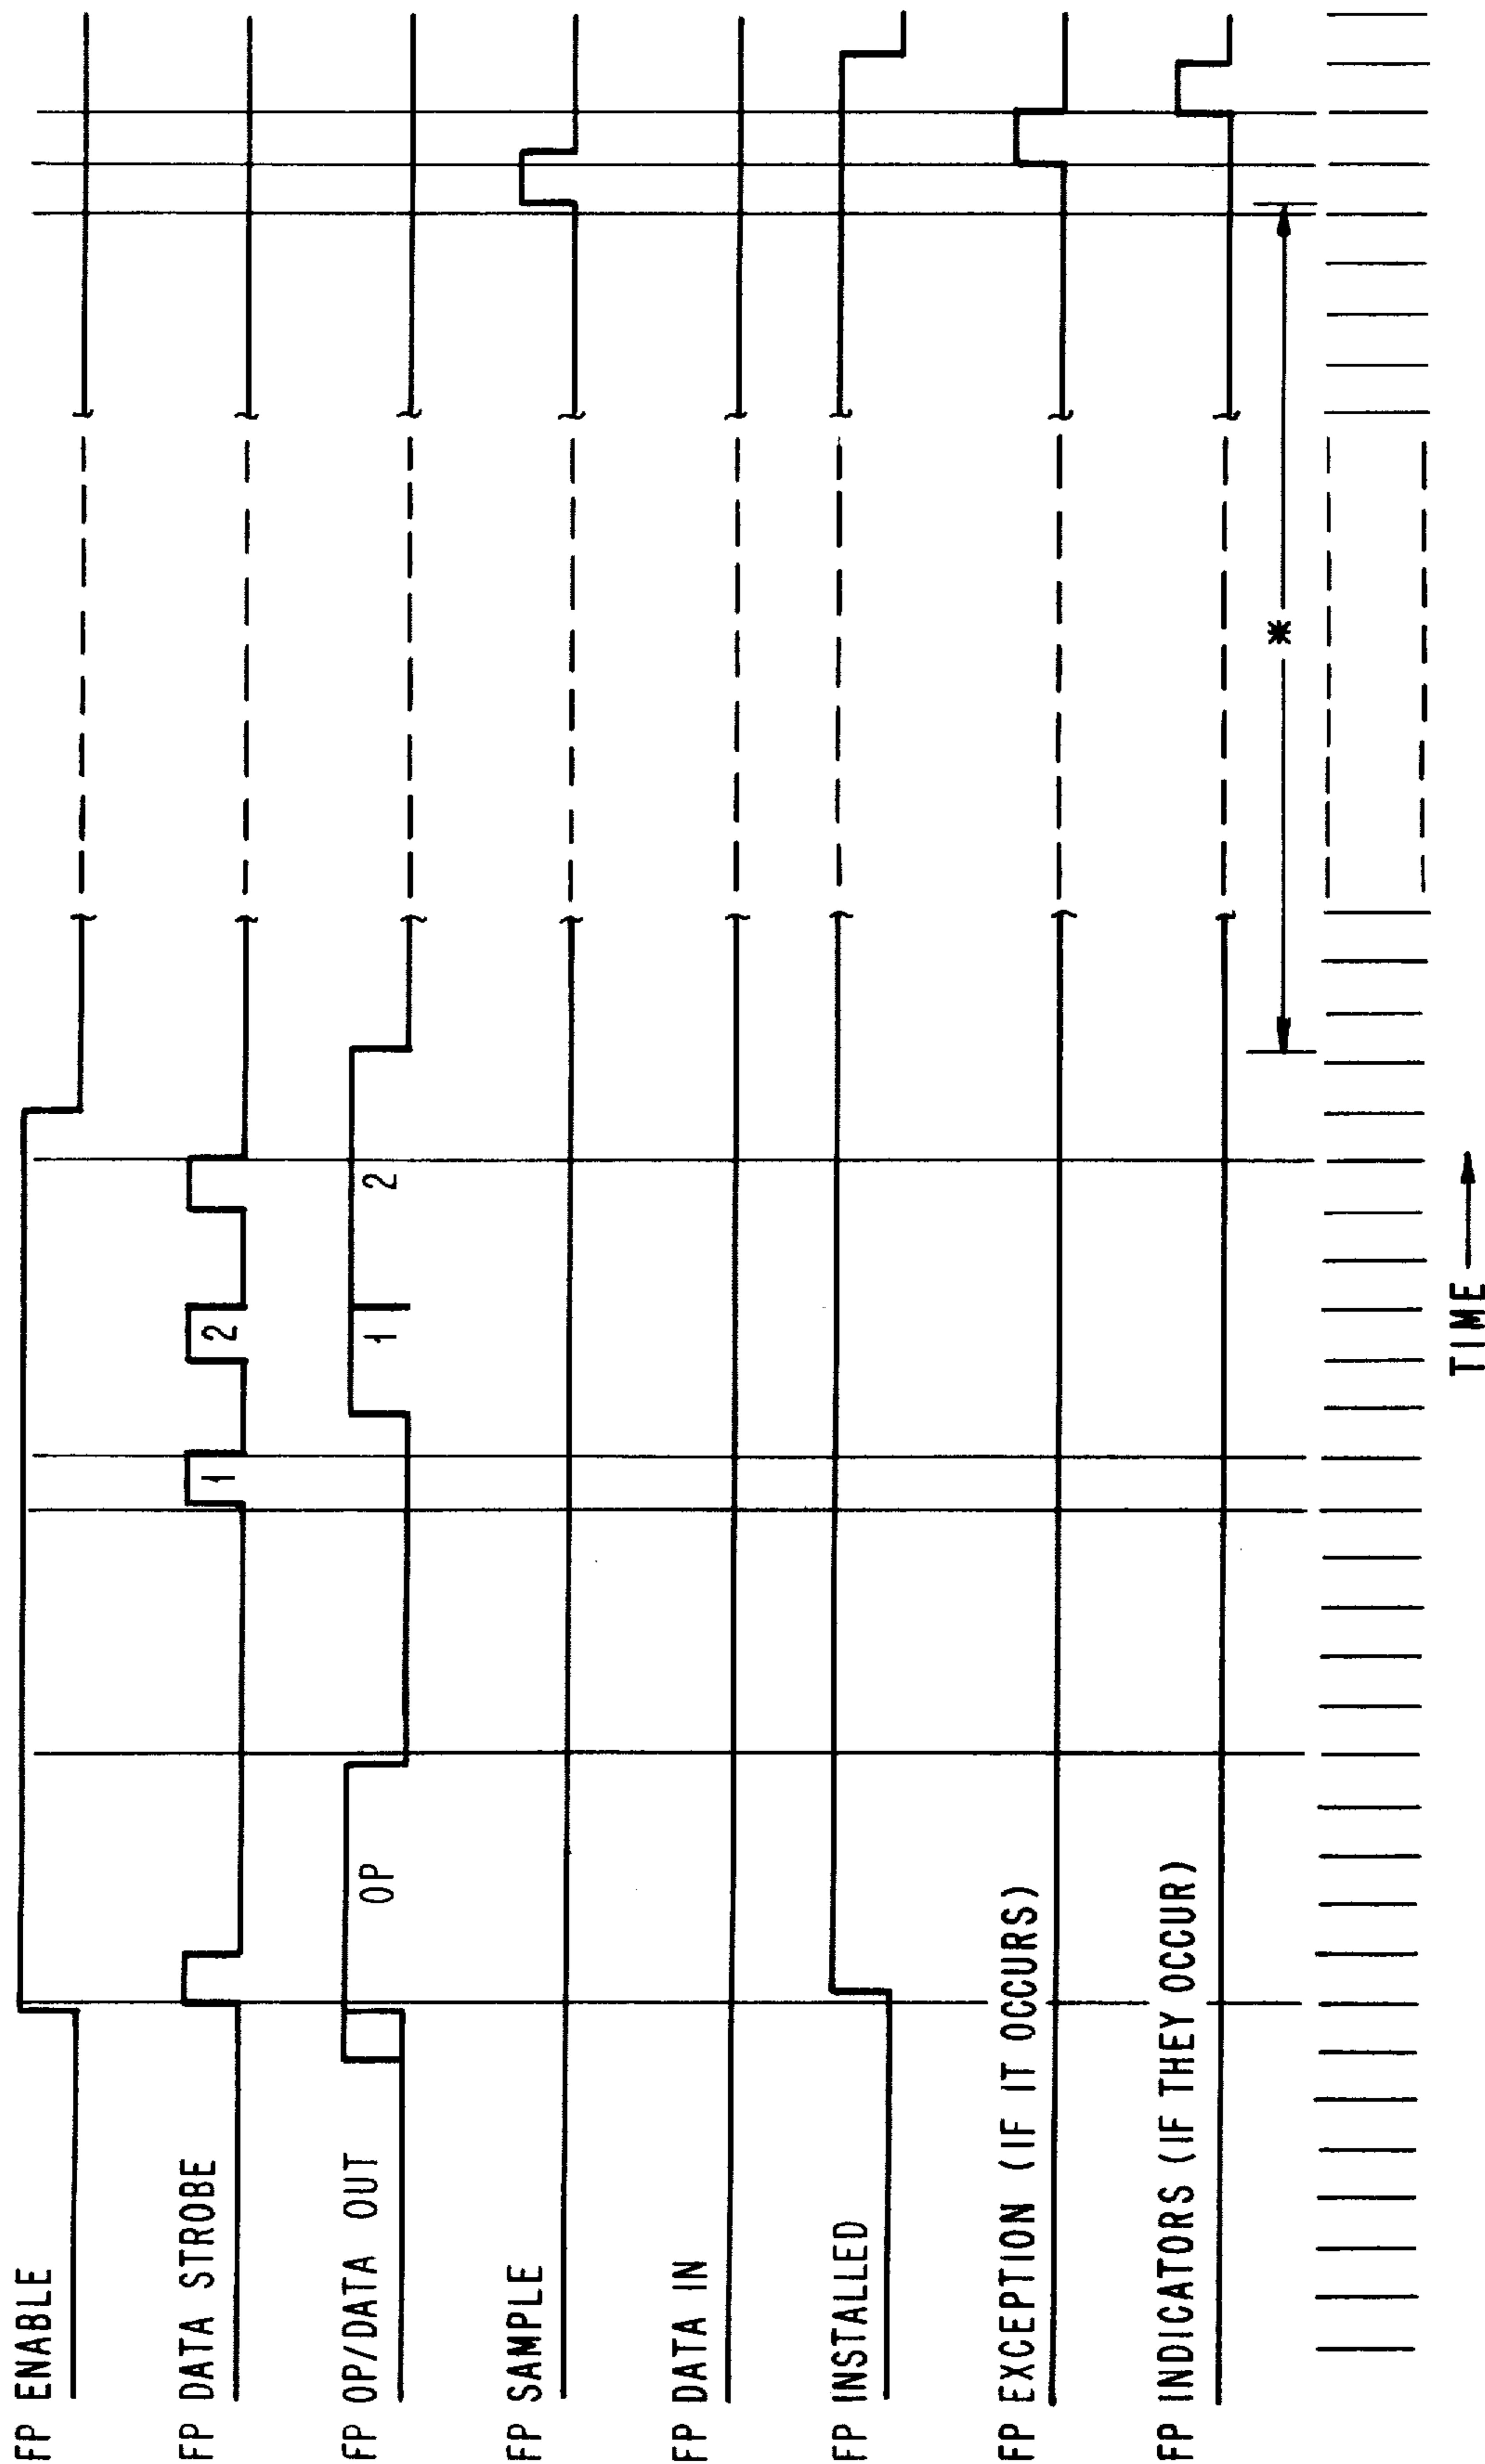 FP ENABLE
FP DATA STROBE
1
2
FP OP/DATA OUT
OP
1
2
FP SAMPLE
FP DATA IN
FP INSTALLED
FP EXCEPTION (IF IT OCCURS)
FP INDICATORS (IF THEY OCCUR)
*
TIME